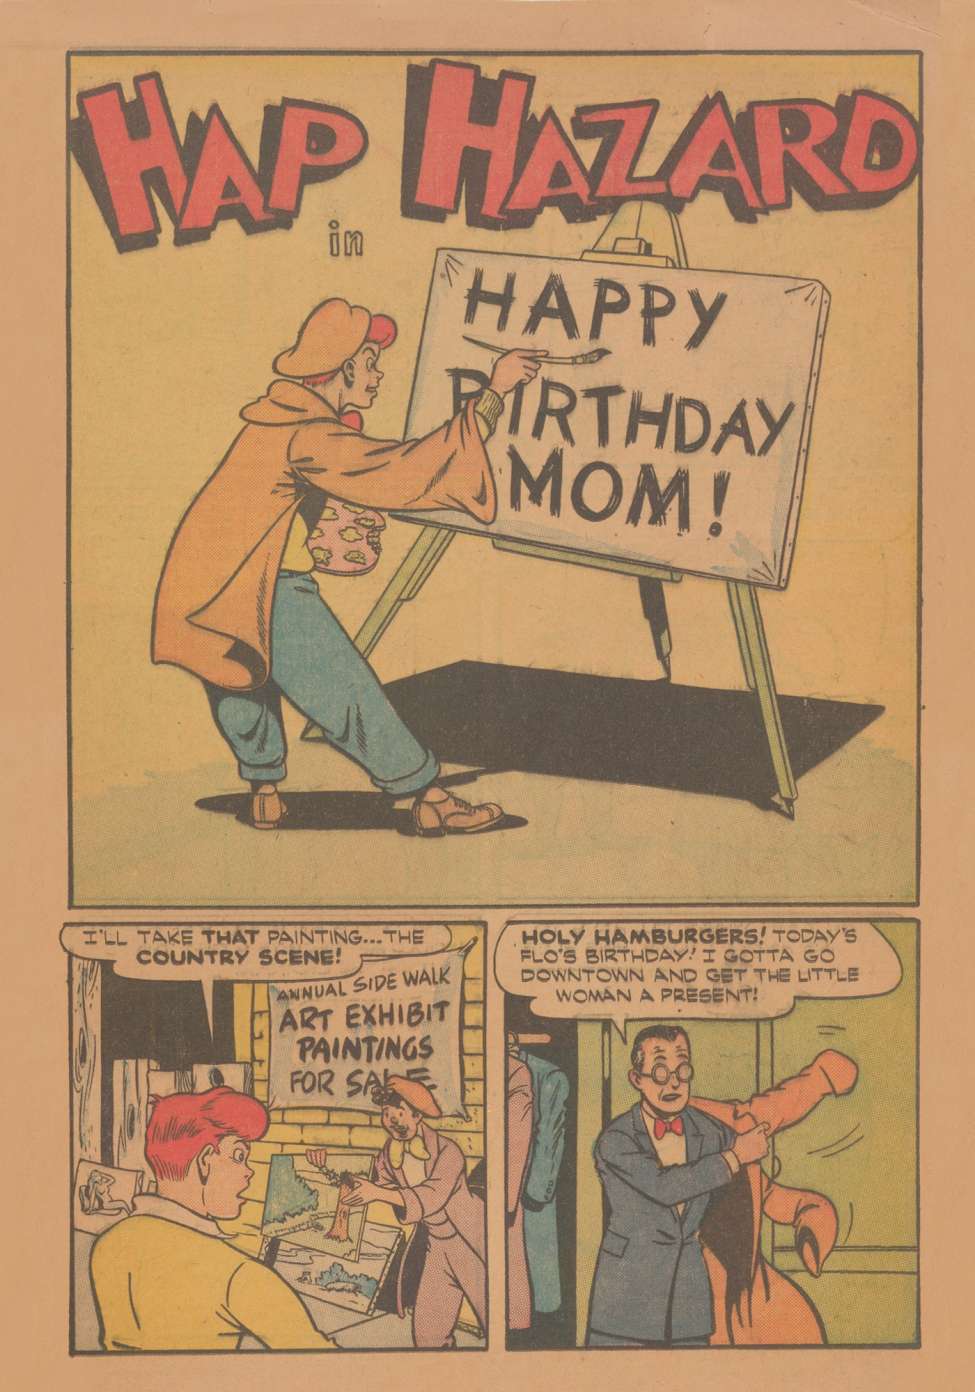 HAP HAZARD
in
HAPPY
BIRTHDAY
MOM!
I'LL TAKE THAT PAINTING...THE
COUNTRY SCENE!
ANNUAL SIDE WALK
ART EXHIBIT
PAINTINGS
FOR SALE
HOLY HAMBURGERS! TODAY'S
FLO'S BIRTHDAY! I GOTTA GO
DOWNTOWN AND GET THE LITTLE
WOMAN A PRESENT!